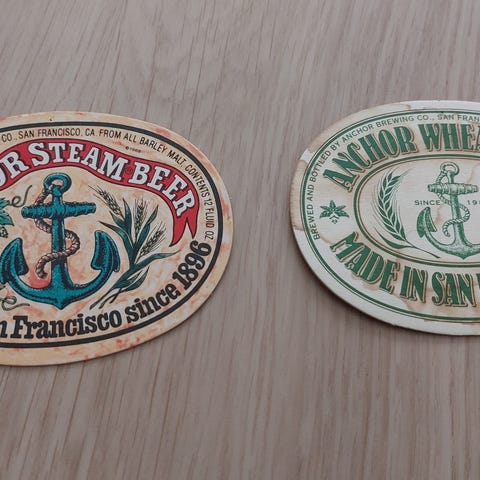 CO., SAN FRANCISCO, CA FROM ALL BARLEY MALT. CONTENTS 12 FLUID OZ
OR STEAM BEER
n Francisco since 1896
BREWED AND BOTTLED BY ANCHOR BREWING CO., SAN FRAN
ANCHOR WHEA
SINCE
MADE IN SAN